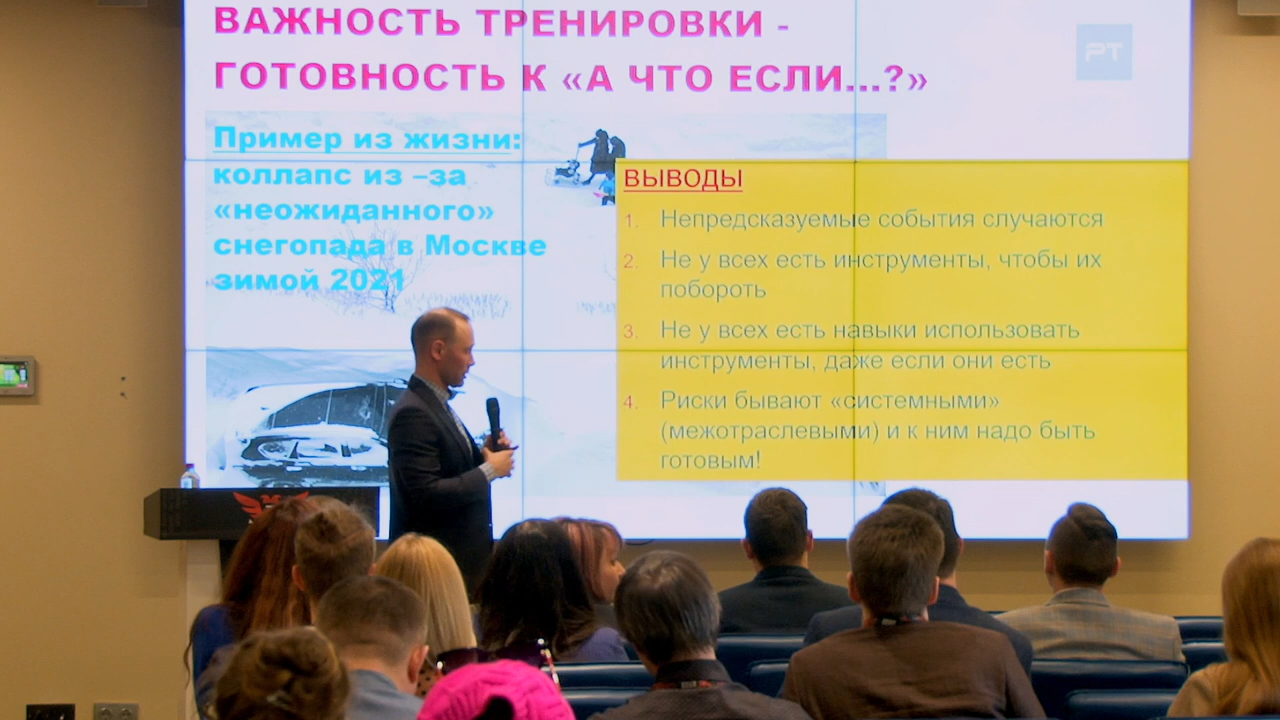 ВАЖНОСТЬ ТРЕНИРОВКИ -
ГОТОВНОСТЬ К «А ЧТО ЕСЛИ...?»
PT
Пример из жизни:
коллапс из –за
«неожиданного»
снегопада в Москве
зимой 2021
ВЫВОДЫ
1. Непредсказуемые события случаются
2. Не у всех есть инструменты, чтобы их
побороть
3. Не у всех есть навыки использовать
инструменты, даже если они есть
4. Риски бывают «системными»
(межотраслевыми) и к ним надо быть
готовым!